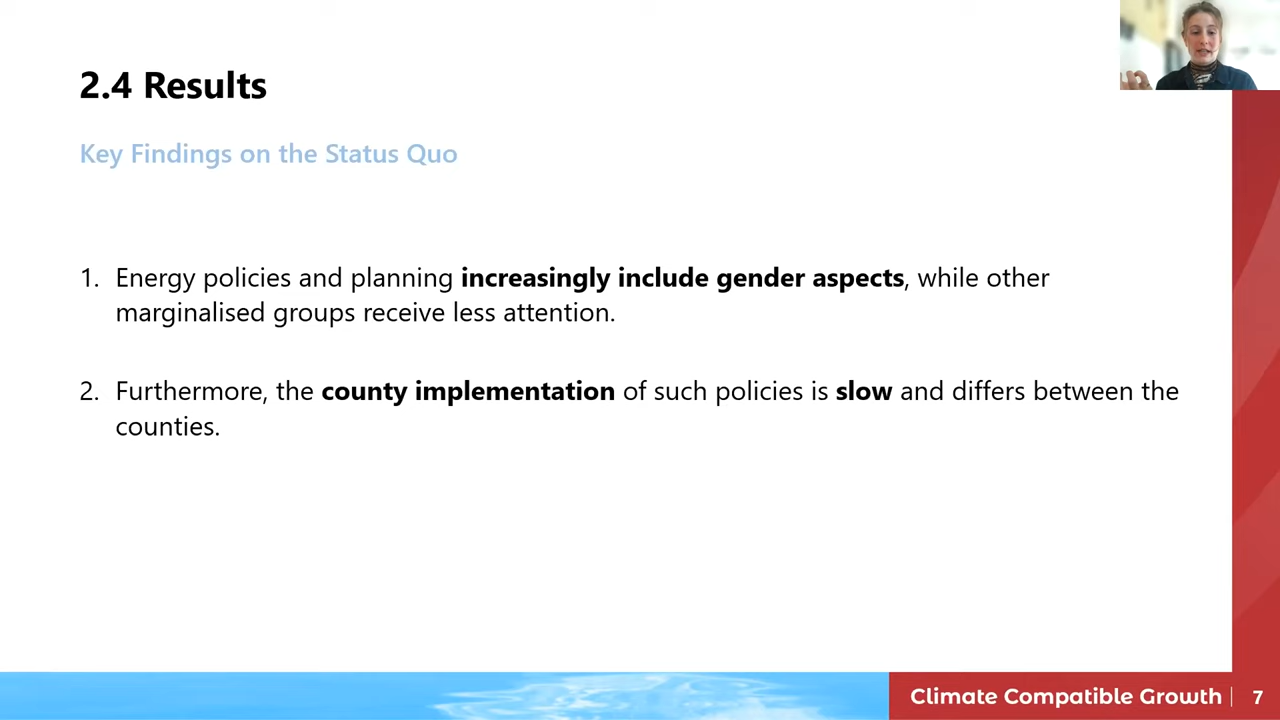 2.4 Results
Key Findings on the Status Quo
1. Energy policies and planning increasingly include gender aspects, while other
marginalised groups receive less attention.
2. Furthermore, the county implementation of such policies is slow and differs between the
counties.
Climate Compatible Growth | 7